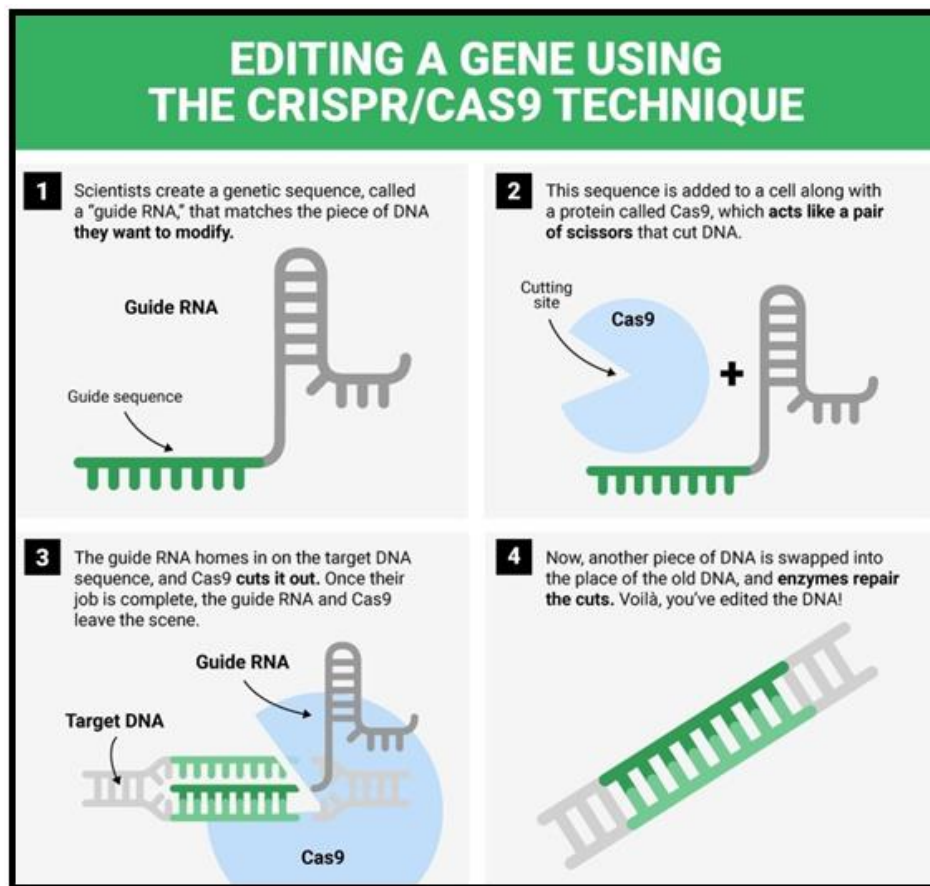 EDITING A GENE USING
THE CRISPR/CAS9 TECHNIQUE
1
Scientists create a genetic sequence, called
a “guide RNA,” that matches the piece of DNA
they want to modify.
Guide RNA
Guide sequence
2
This sequence is added to a cell along with
a protein called Cas9, which acts like a pair
of scissors that cut DNA.
Cutting
site
Cas9
+
3
The guide RNA homes in on the target DNA
sequence, and Cas9 cuts it out. Once their
job is complete, the guide RNA and Cas9
leave the scene.
Guide RNA
Target DNA
Cas9
4
Now, another piece of DNA is swapped into
the place of the old DNA, and enzymes repair
the cuts. Voilà, you’ve edited the DNA!